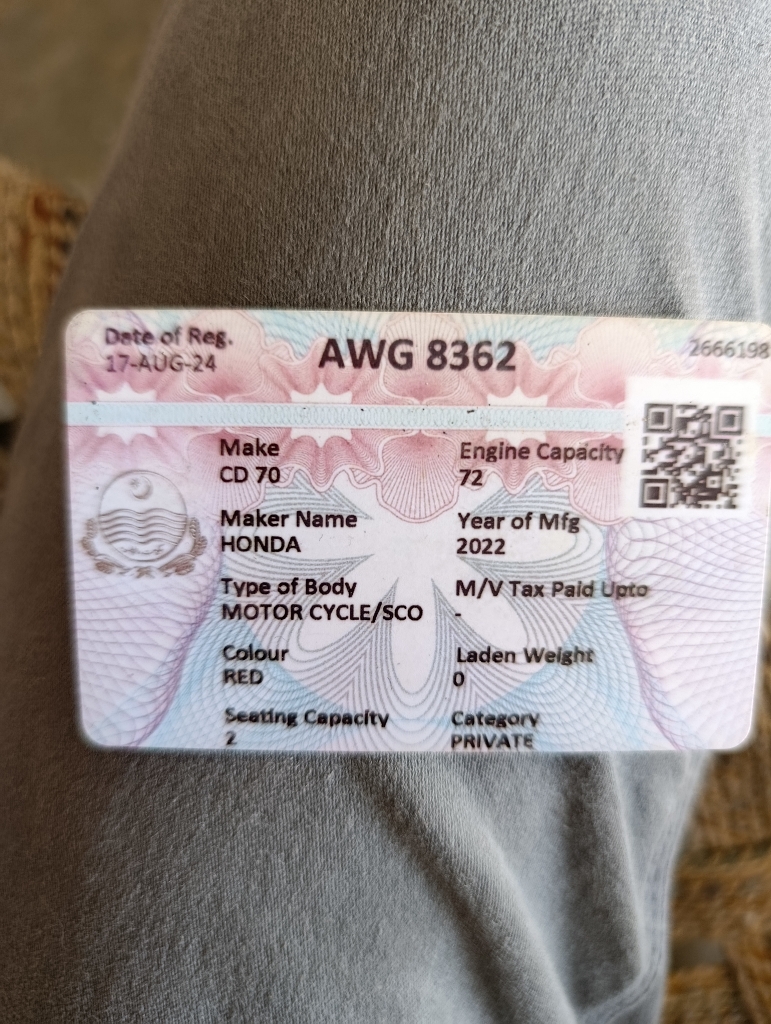 Date of Reg.
17-AUG-24
AWG 8362
2666198
Make
CD 70
Engine Capacity
72
Maker Name
HONDA
Year of Mfg
2022
Type of Body
MOTOR CYCLE/SCO
M/V Tax Paid Upto
-
Colour
RED
Laden Weight
0
Seating Capacity
2
Category
PRIVATE